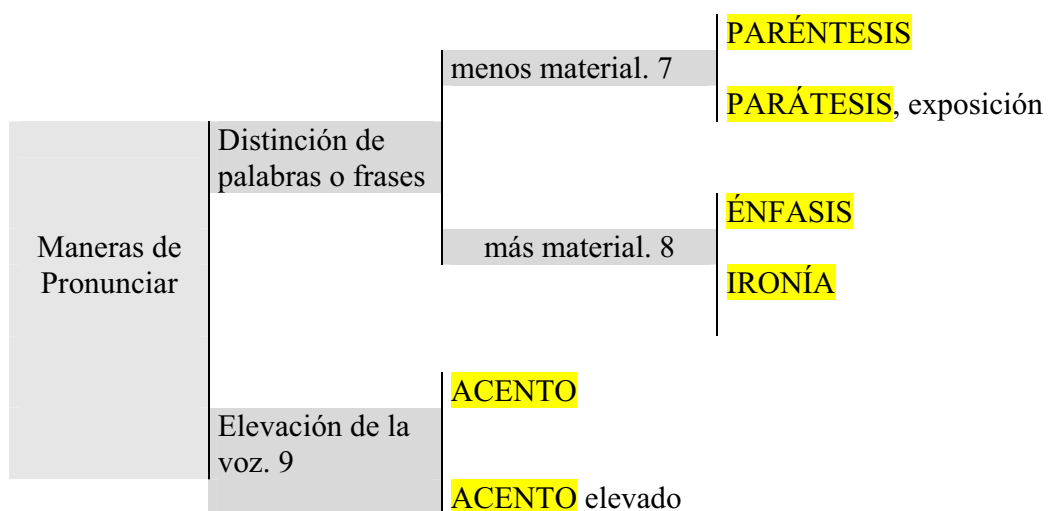 PARÉNTESIS
menos material. 7
PARÁTESIS, exposición
Distinción de
palabras o frases
ÉNFASIS
más material. 8
Maneras de
Pronunciar
IRONÍA
ACENTO
Elevación de la
voz. 9
ACENTO elevado